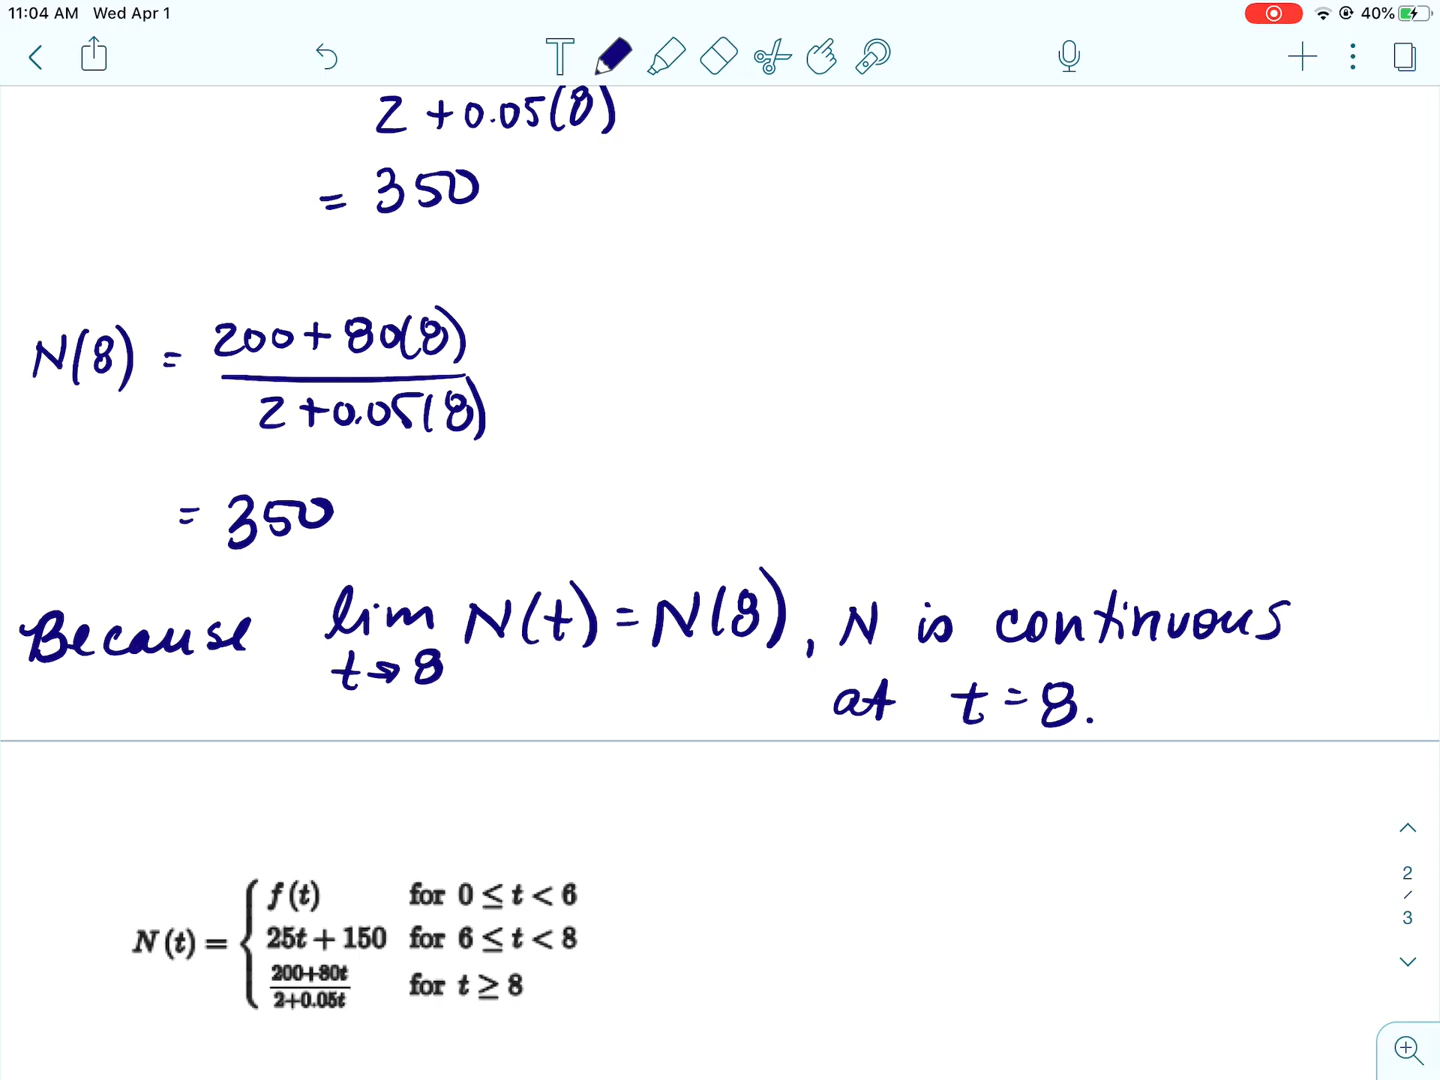 11:04 AM Wed Apr 1
40%
T
2 + 0.05(8)
= 350
N(8) = 200 + 80(8)
2 + 0.05(8)
= 350
Because lim N(t) = N(8), N is continuous
t→8
at t = 8.
N(t) = { f(t) for 0 ≤ t < 6
25t + 150 for 6 ≤ t < 8
200+80t
2+0.05t for t ≥ 8
2
/
3